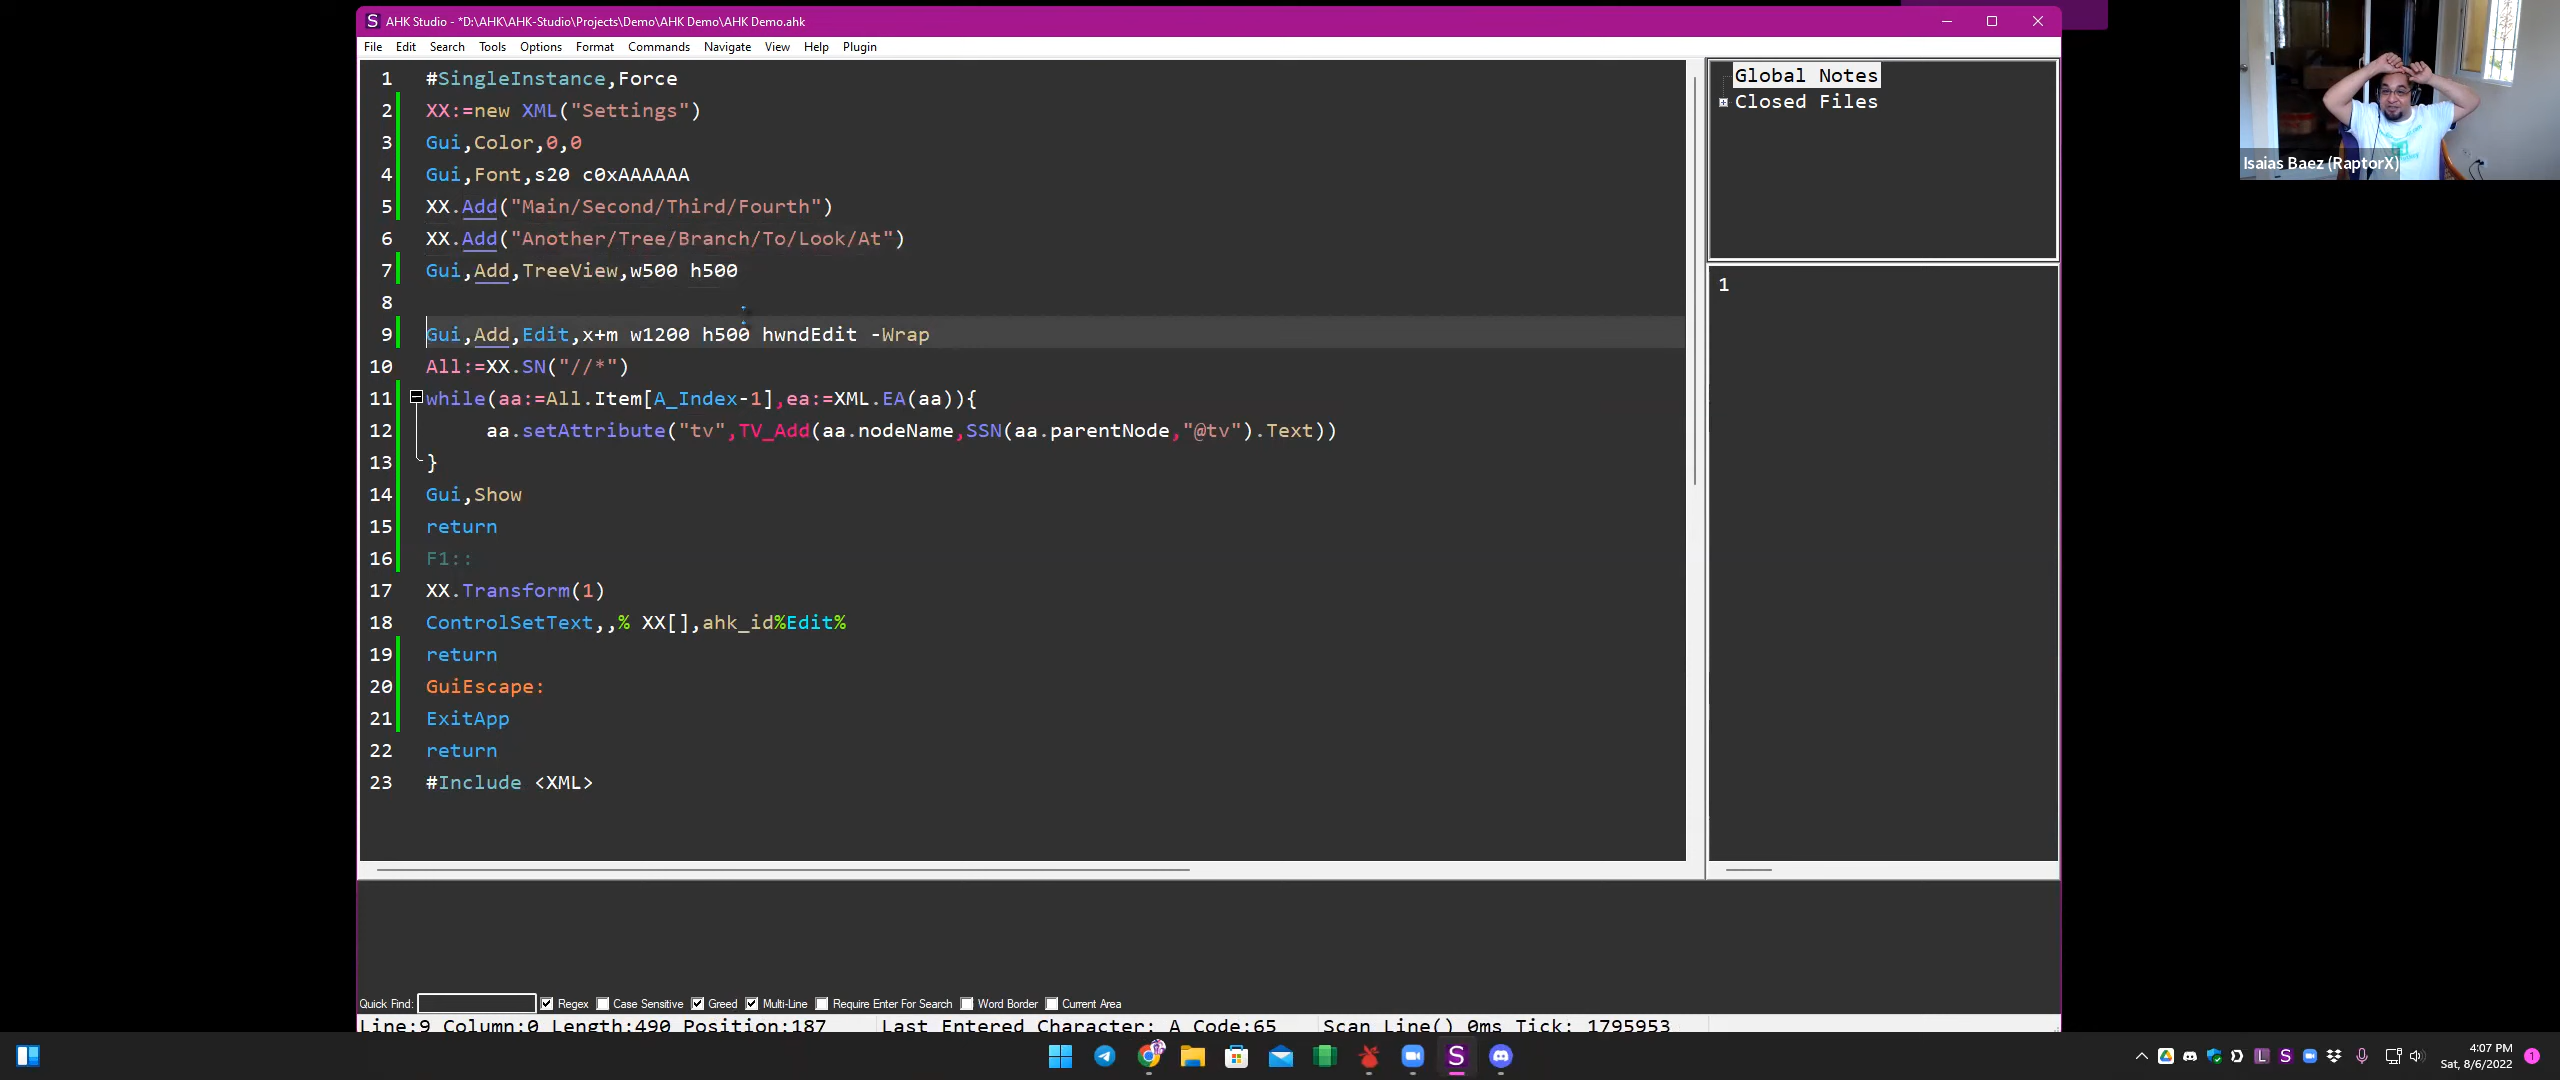 AHK Studio - *D:\AHK\AHK-Studio\Projects\Demo\AHK Demo\AHK Demo.ahk
File Edit Search Tools Options Format Commands Navigate View Help Plugin
1 #SingleInstance,Force
2 XX:=new XML("Settings")
3 Gui,Color,0,0
4 Gui,Font,s20 c0xAAAAAA
5 XX.Add("Main/Second/Third/Fourth")
6 XX.Add("Another/Tree/Branch/To/Look/At")
7 Gui,Add,TreeView,w500 h500
8
9 Gui,Add,Edit,x+m w1200 h500 hwndEdit -Wrap
10 All:=XX.SN("//*")
11 while(aa:=All.Item[A_Index-1],ea:=XML.EA(aa)){
12 aa.setAttribute("tv",TV_Add(aa.nodeName,SSN(aa.parentNode,"@tv").Text))
13 }
14 Gui,Show
15 return
16 F1::
17 XX.Transform(1)
18 ControlSetText,,% XX[],ahk_id%Edit%
19 return
20 GuiEscape:
21 ExitApp
22 return
23 #Include <XML>
Global Notes
Closed Files
1
Isaias Baez (RaptorX)
Quick Find: Regex Case Sensitive Greed Multi-Line Require Enter For Search Word Border Current Area
Line:9 Column:0 Length:490 Position:187 Last Entered Character: A Code:65 Scan Line() 0ms Tick: 1795953
4:07 PM
Sat, 8/6/2022
1